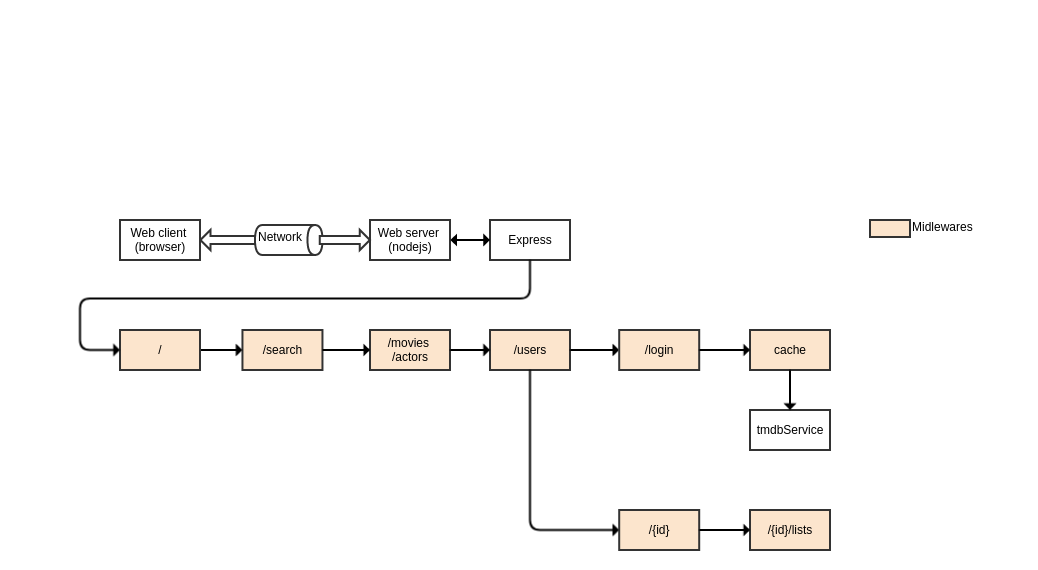 Web client
(browser)
Network
Web server
(nodejs)
Express
Midlewares
/
/search
/movies
/actors
/users
/login
cache
tmdbService
/{id}
/{id}/lists